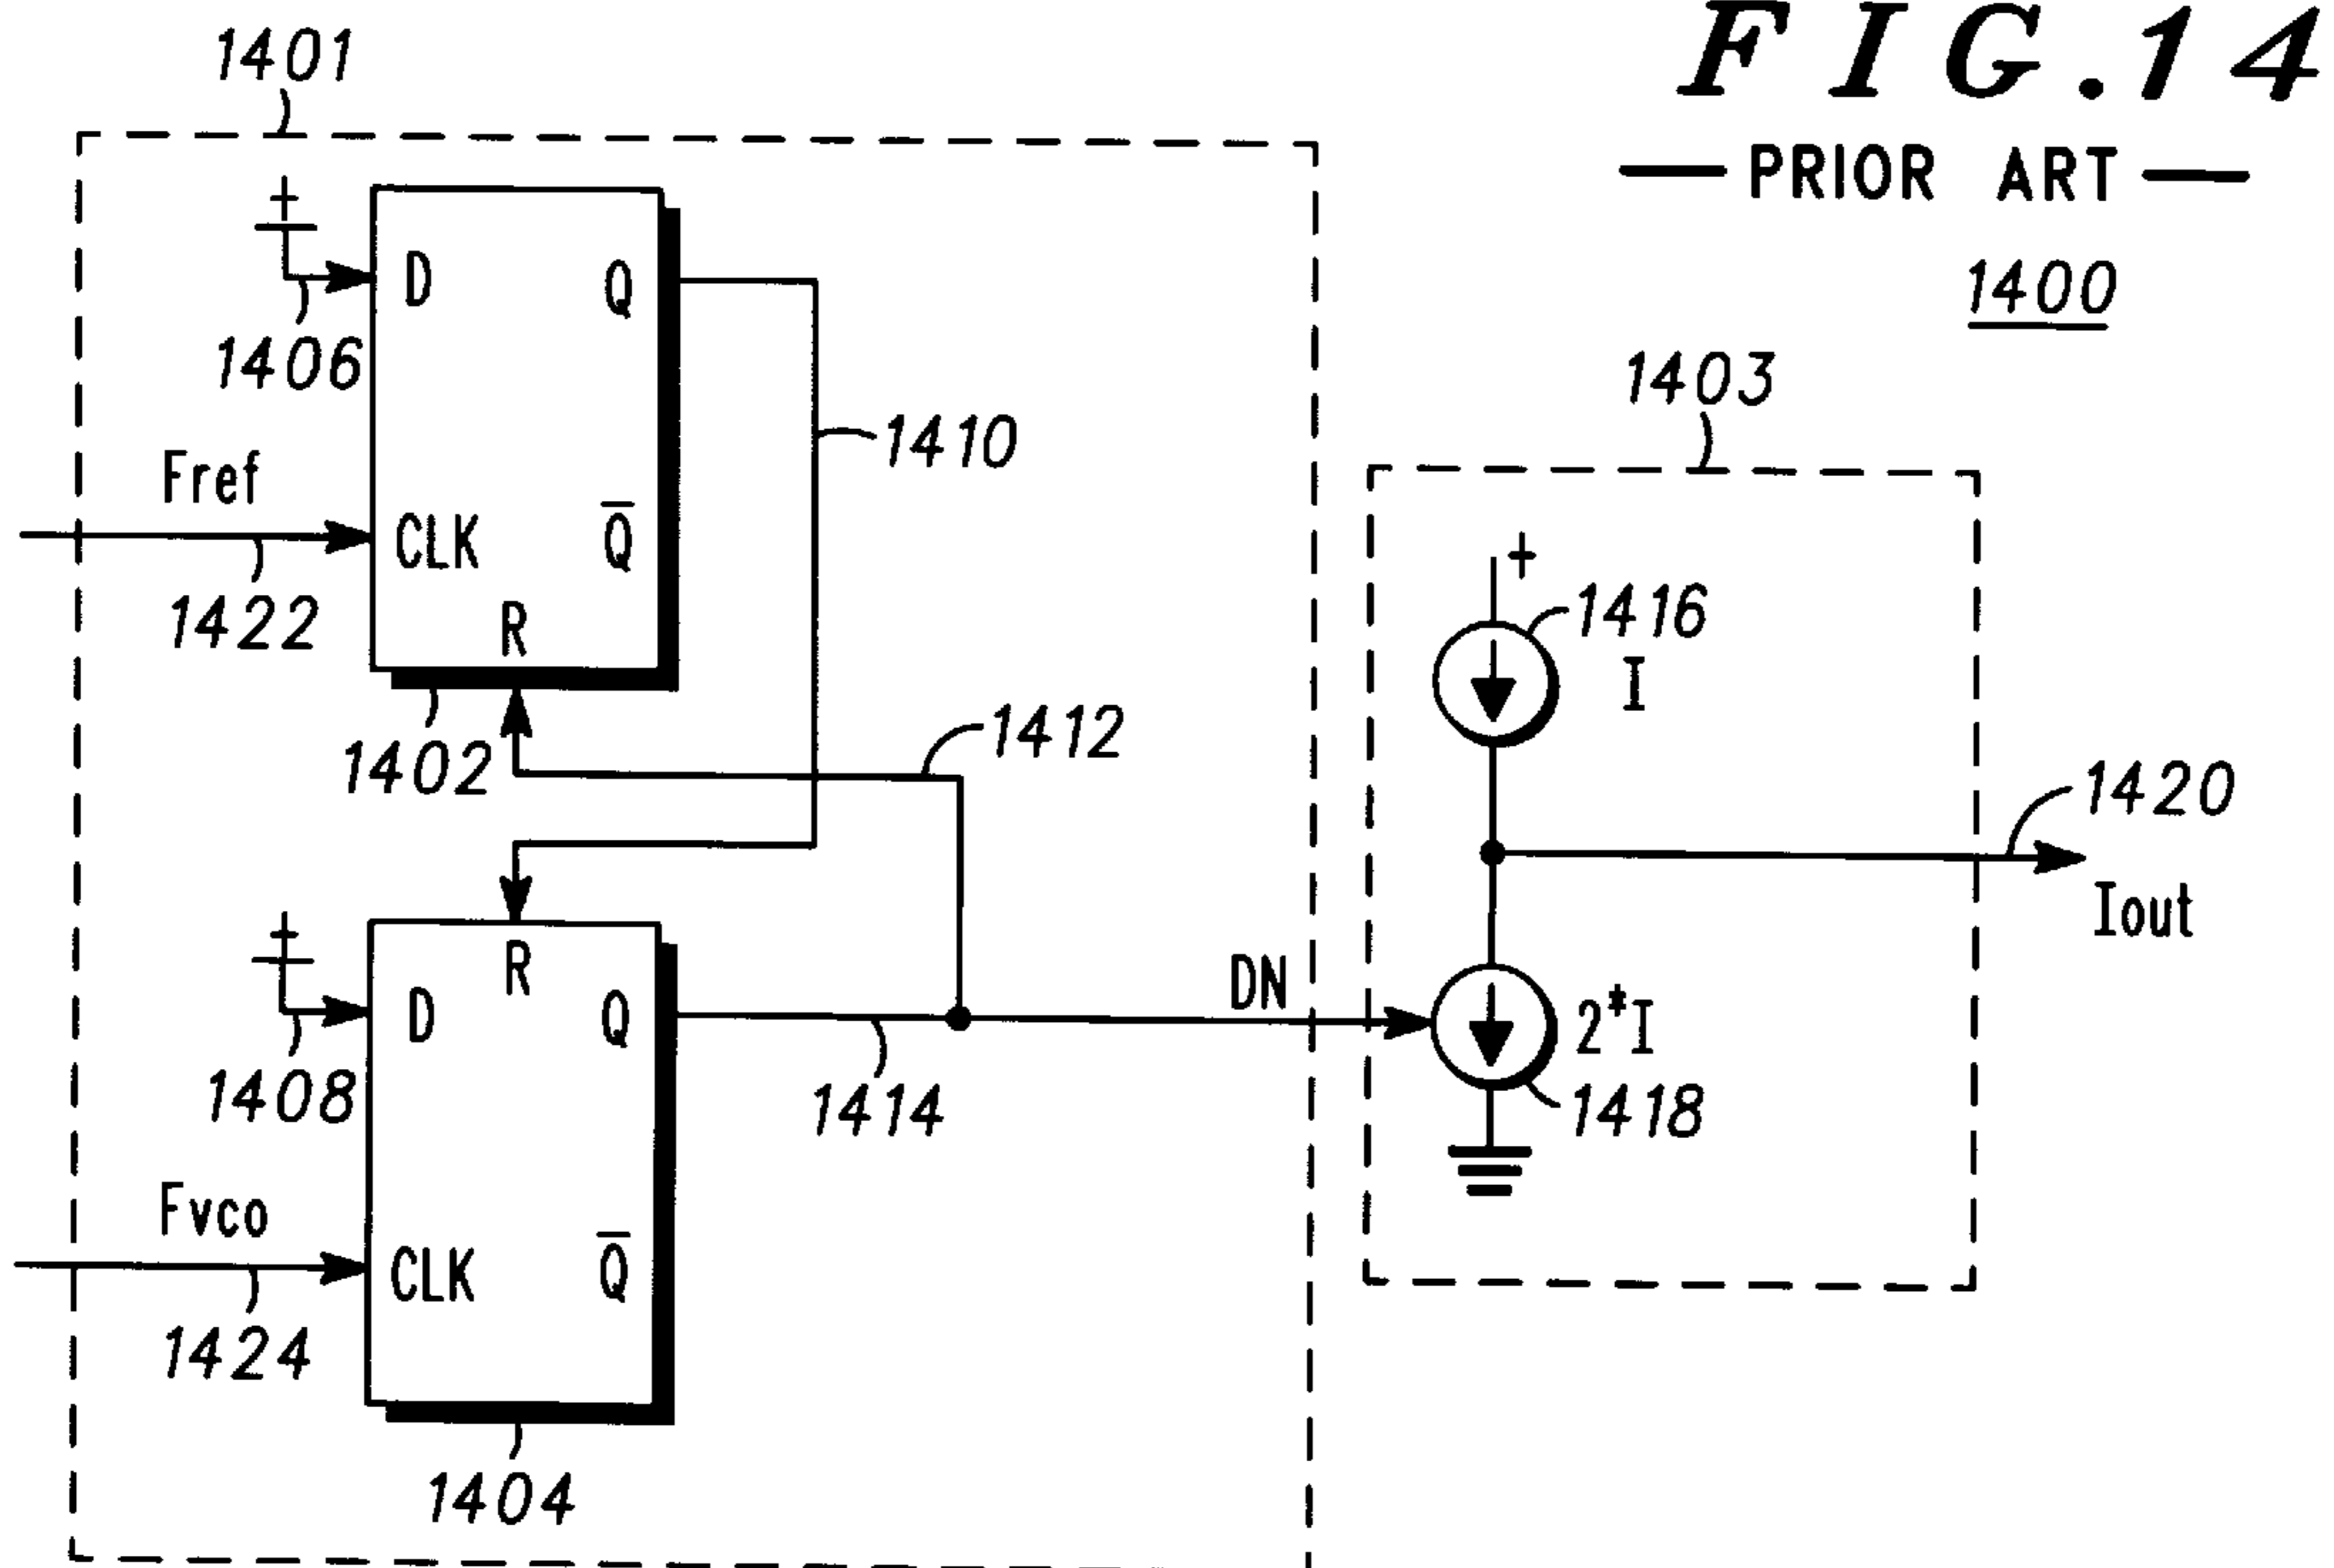 FIG.14
PRIOR ART
1400
1401
D
Q
1406
1410
Fref
CLK
Q̅
1422
R
1402
1412
1403
+
1416
I
1420
Iout
R
D
Q
DN
2*I
1408
1414
1418
Fvco
CLK
Q̅
1424
1404